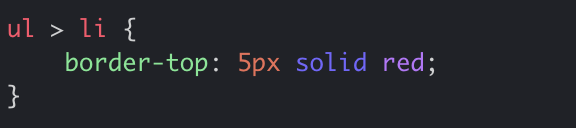 ul > li {
    border-top: 5px solid red;
}